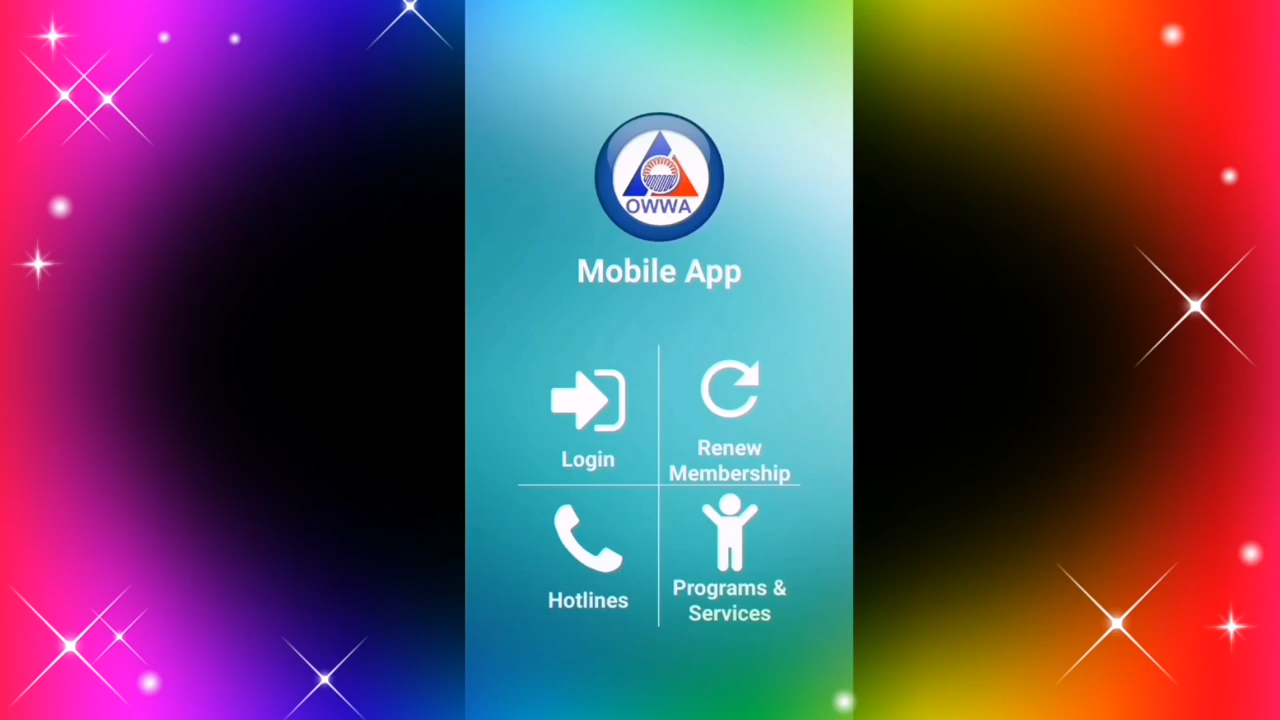 OWWA
Mobile App
Login
Renew
Membership
Hotlines
Programs &
Services